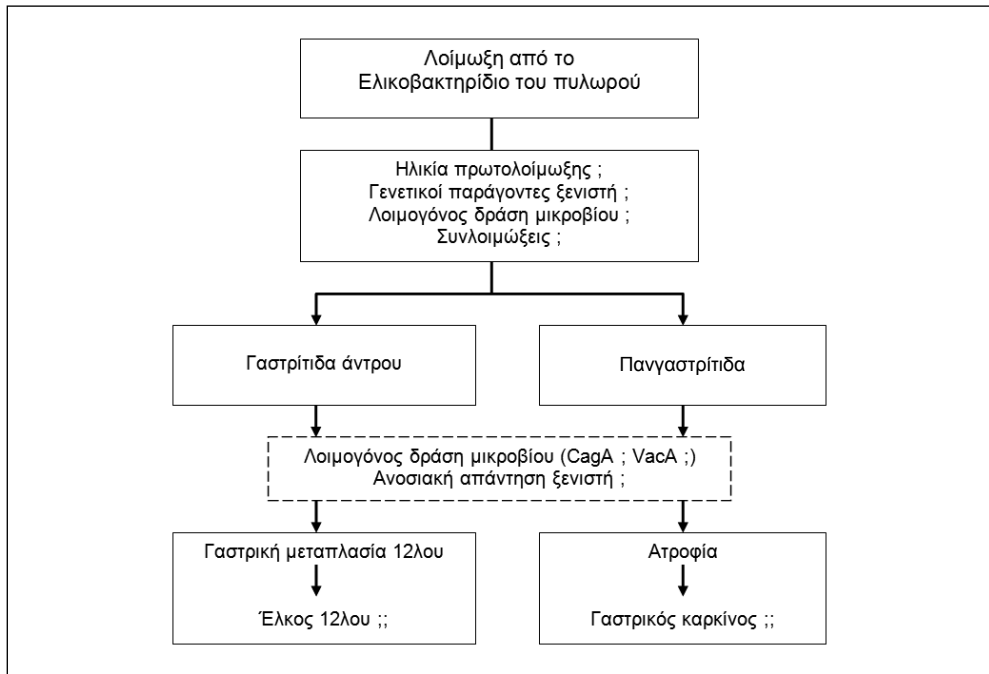 Λοίμωξη από το
Ελικοβακτηρίδιο του πυλωρού
Ηλικία πρωτολοίμωξης ;
Γενετικοί παράγοντες ξενιστή ;
Λοιμογόνος δράση μικροβίου ;
Συνλοιμώξεις ;
Γαστρίτιδα άντρου
Πανγαστρίτιδα
Λοιμογόνος δράση μικροβίου (CagA ; VacA ;)
Ανοσιακή απάντηση ξενιστή ;
Γαστρική μεταπλασία 12λου
Έλκος 12λου ;;
Ατροφία
Γαστρικός καρκίνος ;;